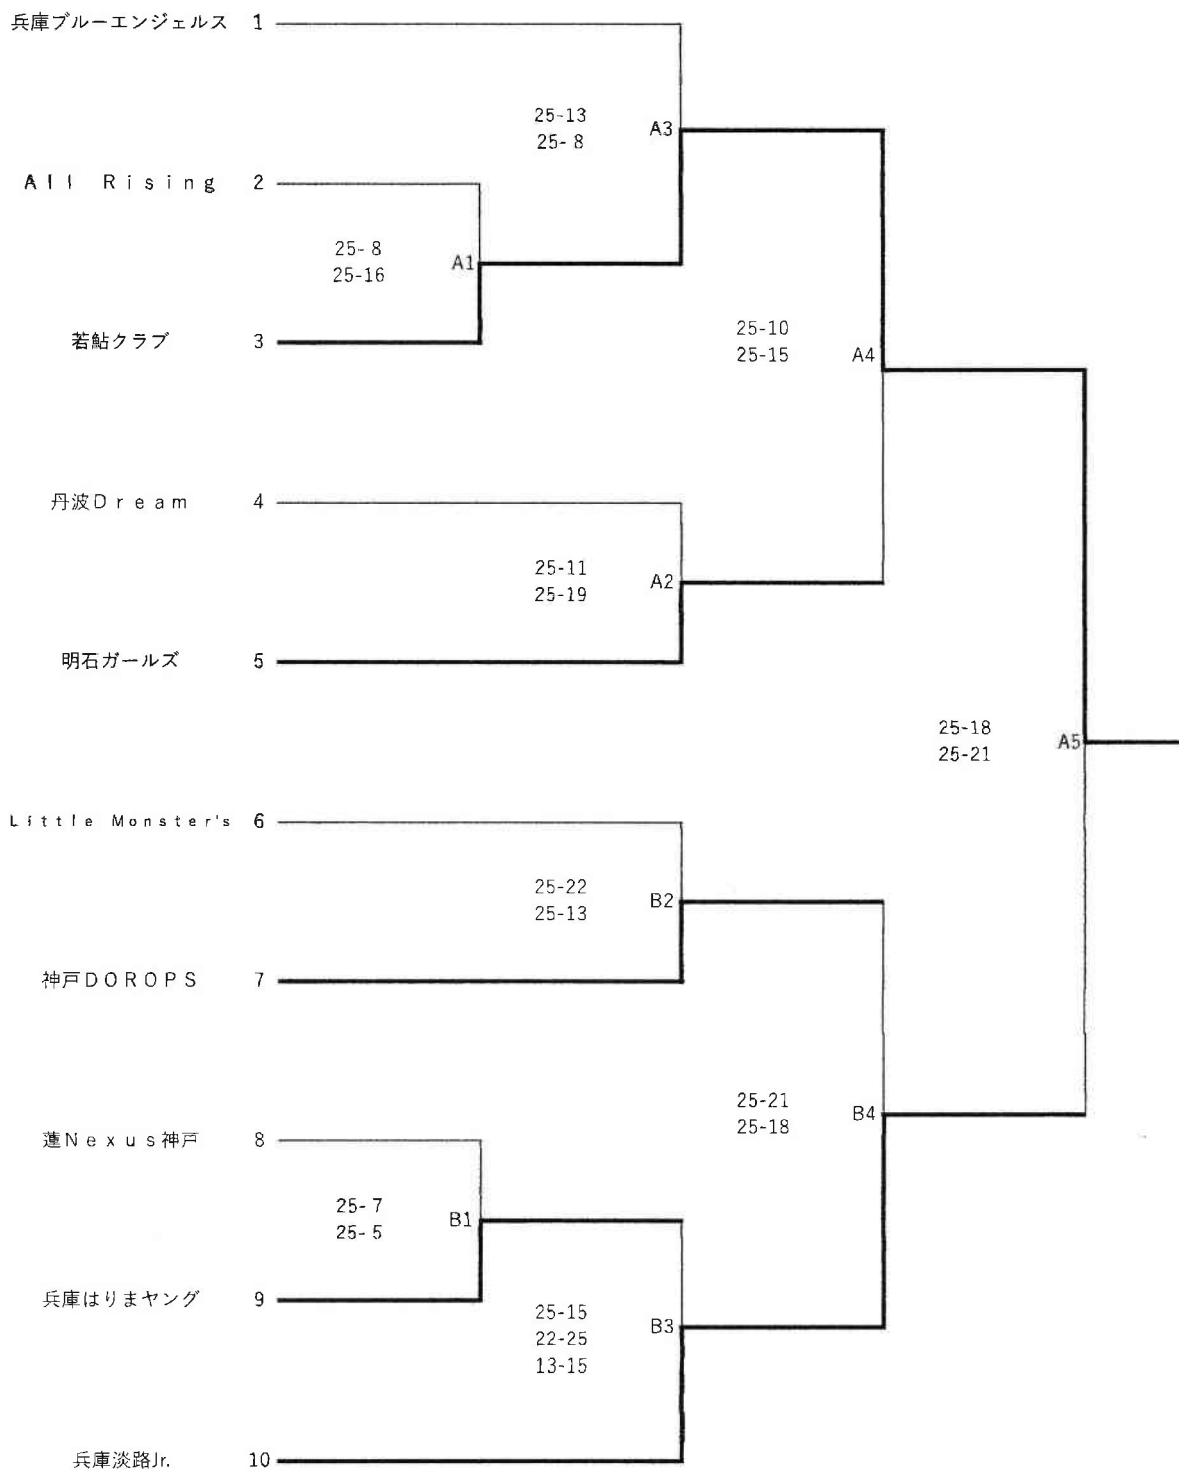 兵庫ブルーエンジェルス 1
25-13
25- 8
A3
All Rising 2
25- 8
25-16
A1
若鮎クラブ 3
25-10
25-15
A4
丹波Dream 4
25-11
25-19
A2
明石ガールズ 5
25-18
25-21
A5
Little Monster's 6
25-22
25-13
B2
神戸DOROPS 7
25-21
25-18
B4
蓮Nexus神戸 8
25- 7
25- 5
B1
兵庫はりまヤング 9
25-15
22-25
13-15
B3
兵庫淡路Jr. 10